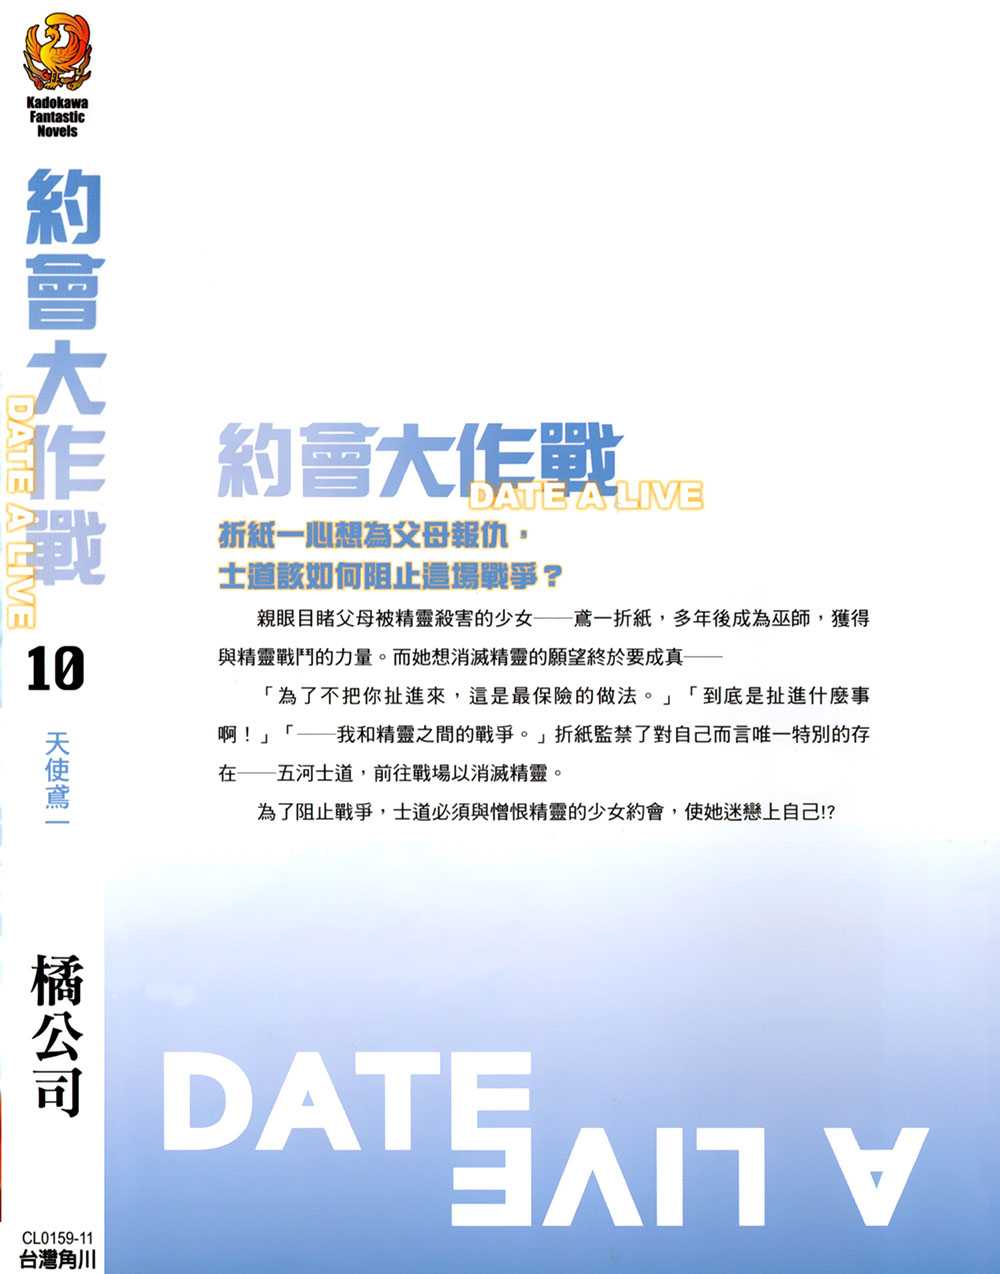 Kadokawa
Fantastic
Novels
約會大作戰
DATE A LIVE
10
天使鳶一
橘公司
CL0159-11
台灣角川
約會大作戰
DATE A LIVE
折紙一心想為父母報仇，
士道該如何阻止這場戰爭？
親眼目睹父母被精靈殺害的少女──鳶一折紙，多年後成為巫師，獲得
與精靈戰鬥的力量。而她想消滅精靈的願望終於要成真──
「為了不把你扯進來，這是最保險的做法。」「到底是扯進什麼事
啊！」「──我和精靈之間的戰爭。」折紙監禁了對自己而言唯一特別的存
在──五河士道，前往戰場以消滅精靈。
為了阻止戰爭，士道必須與憎恨精靈的少女約會，使她迷戀上自己!?
DATE
A LIVE